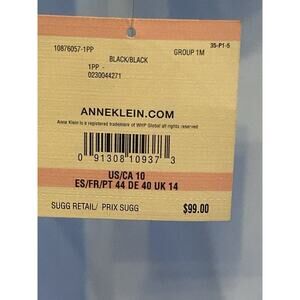 35-P1-5
10876057-1PP GROUP 1M
BLACK/BLACK
1PP -
0230044271
ANNEKLEIN.COM
Anne Klein is a registered trademark of WHP Global all rights reserved
0 91308 10937 3
US/CA 10
ES/FR/PT 44 DE 40 UK 14
SUGG RETAIL/ PRIX SUGG $99.00